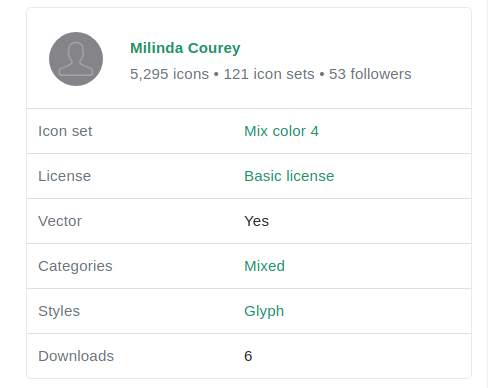 Milinda Courey
5,295 icons • 121 icon sets • 53 followers
Icon set Mix color 4
License Basic license
Vector Yes
Categories Mixed
Styles Glyph
Downloads 6